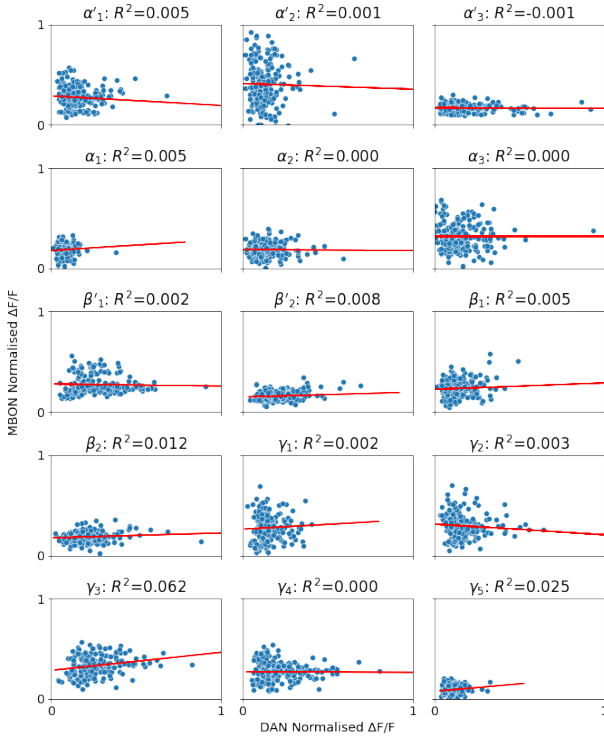 α'₁: R²=0.005 α'₂: R²=0.001 α'₃: R²=-0.001
1
0
α₁: R²=0.005 α₂: R²=0.000 α₃: R²=0.000
1
0
β'₁: R²=0.002 β'₂: R²=0.008 β₁: R²=0.005
1
0
MBON Normalised ΔF/F
β₂: R²=0.012 γ₁: R²=0.002 γ₂: R²=0.003
1
0
γ₃: R²=0.062 γ₄: R²=0.000 γ₅: R²=0.025
1
0
0 1 0 1 0 1
DAN Normalised ΔF/F